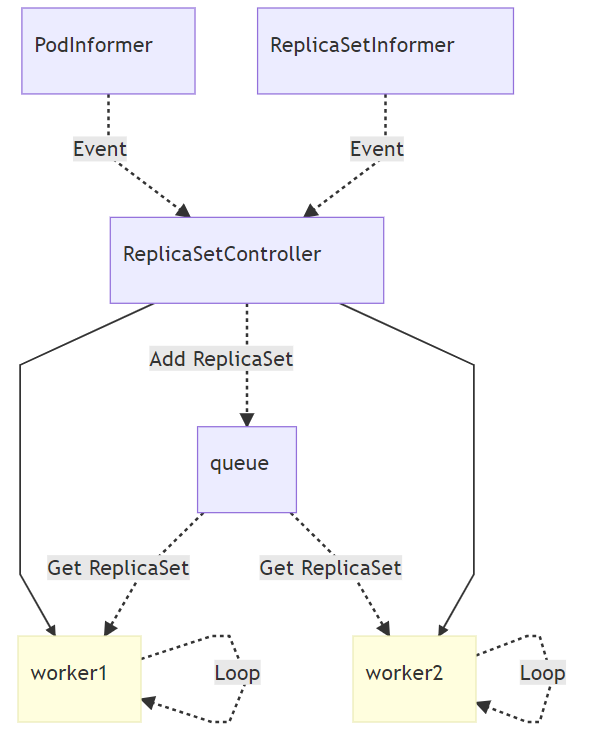 PodInformer
ReplicaSetInformer
Event
Event
ReplicaSetController
Add ReplicaSet
queue
Get ReplicaSet
Get ReplicaSet
worker1
Loop
worker2
Loop